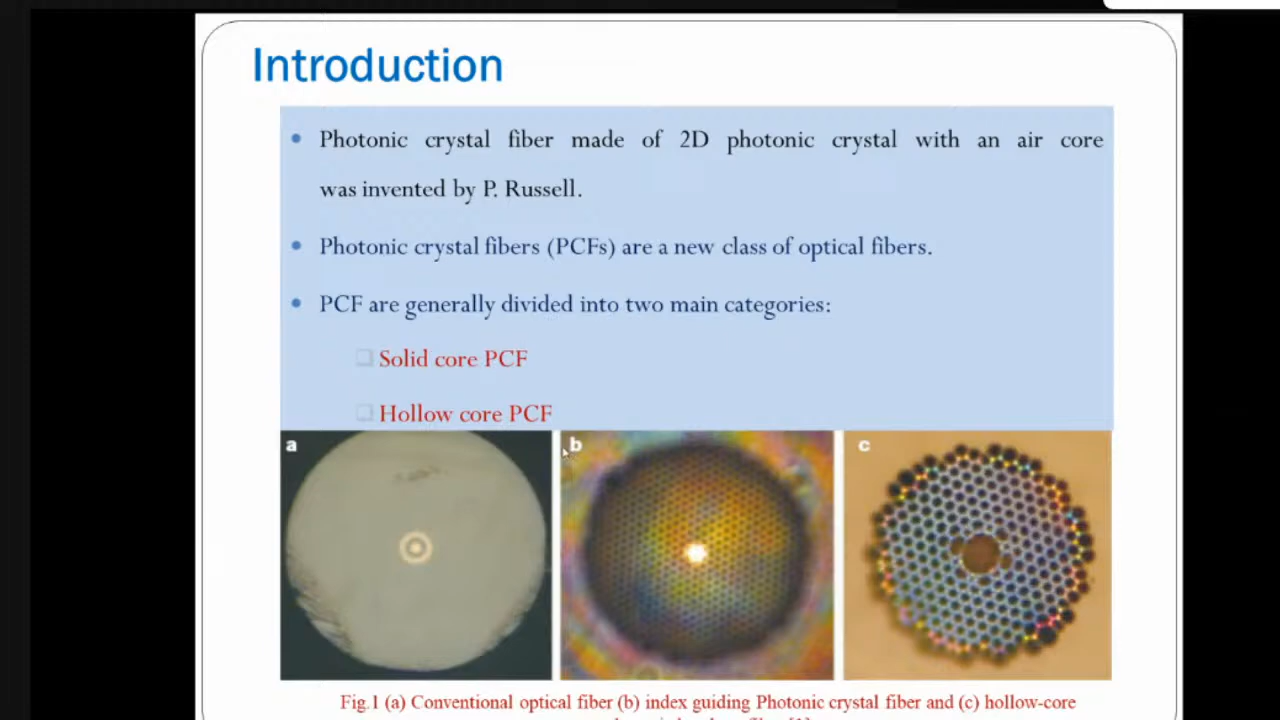 Introduction
Photonic crystal fiber made of 2D photonic crystal with an air core
was invented by P. Russell.
Photonic crystal fibers (PCFs) are a new class of optical fibers.
PCF are generally divided into two main categories:
Solid core PCF
Hollow core PCF
a b c
Fig.1 (a) Conventional optical fiber (b) index guiding Photonic crystal fiber and (c) hollow-core